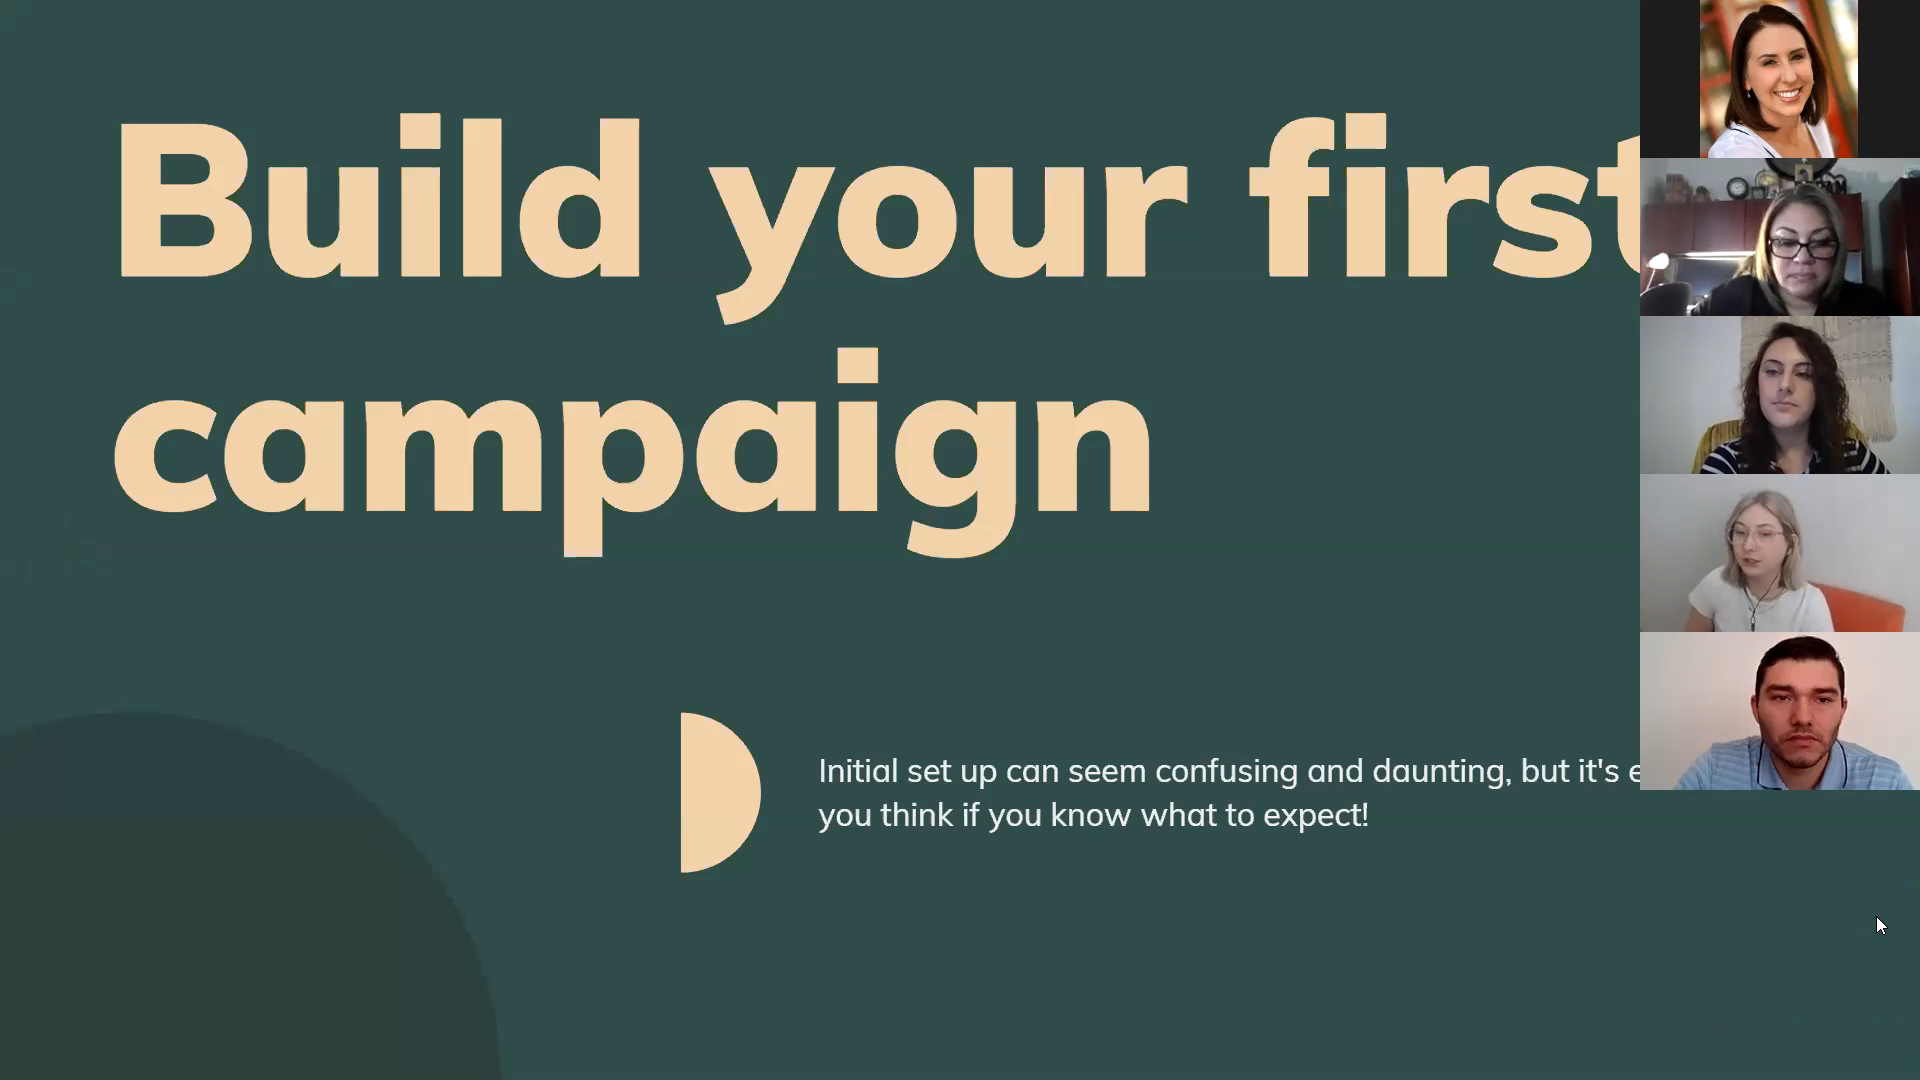 Build your first
campaign
Initial set up can seem confusing and daunting, but it's
you think if you know what to expect!